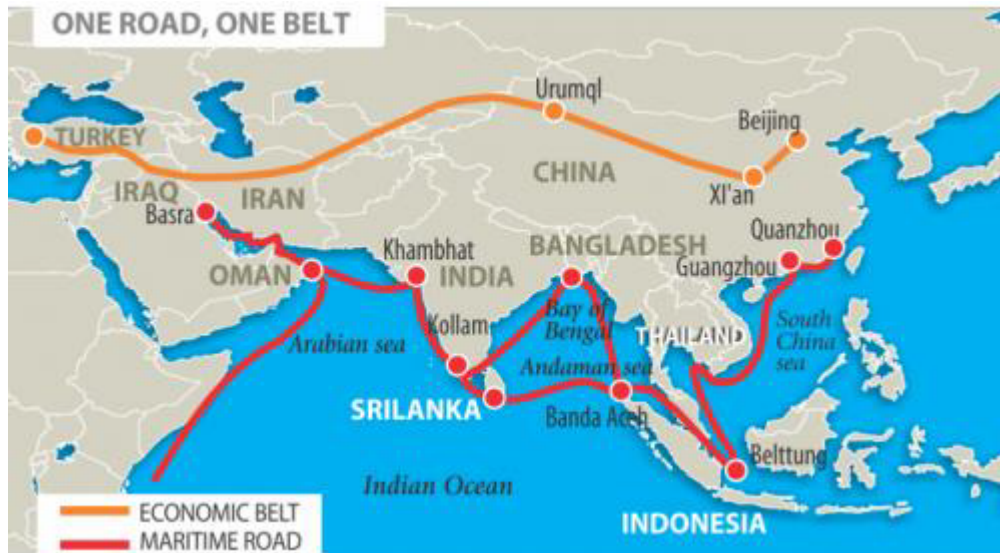 ONE ROAD, ONE BELT
Urumql
Beijing
TURKEY
CHINA
IRAQ
IRAN
XI'an
Basra
Quanzhou
Khambhat
BANGLADESH
OMAN
INDIA
Guangzhou
Bay of
Bengal
Kollam
THAILAND
South
China
sea
Arabian sea
Andaman sea
SRILANKA
Banda Aceh
Belttung
Indian Ocean
ECONOMIC BELT
INDONESIA
MARITIME ROAD